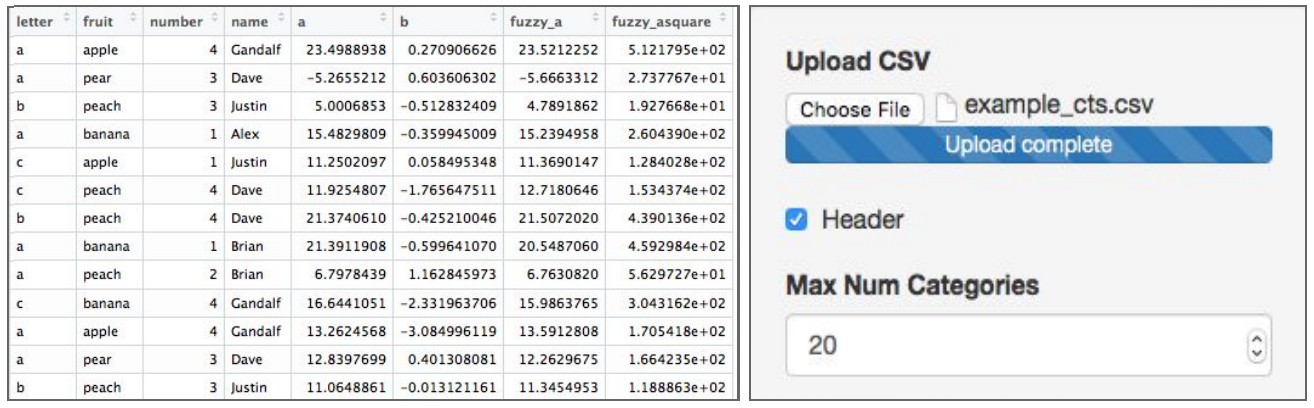 letter fruit number name a b fuzzy_a fuzzy_asquare
a apple 4 Gandalf 23.4988938 0.270906626 23.5212252 5.121795e+02
a pear 3 Dave −5.2655212 0.603606302 −5.6663312 2.737767e+01
b peach 3 Justin 5.0006853 −0.512832409 4.7891862 1.927668e+01
a banana 1 Alex 15.4829809 −0.359945009 15.2394958 2.604390e+02
c apple 1 Justin 11.2502097 0.058495348 11.3690147 1.284028e+02
c peach 4 Dave 11.9254807 −1.765647511 12.7180646 1.534374e+02
b peach 4 Dave 21.3740610 −0.425210046 21.5072020 4.390136e+02
a banana 1 Brian 21.3911908 −0.599641070 20.5487060 4.592984e+02
a peach 2 Brian 6.7978439 1.162845973 6.7630820 5.629727e+01
c banana 4 Gandalf 16.6441051 −2.331963706 15.9863765 3.043162e+02
a apple 4 Gandalf 13.2624568 −3.084996119 13.5912808 1.705418e+02
a pear 3 Dave 12.8397699 0.401308081 12.2629675 1.664235e+02
b peach 3 Justin 11.0648861 −0.013121161 11.3454953 1.188863e+02
Upload CSV
Choose File example_cts.csv
Upload complete
Header
Max Num Categories
20